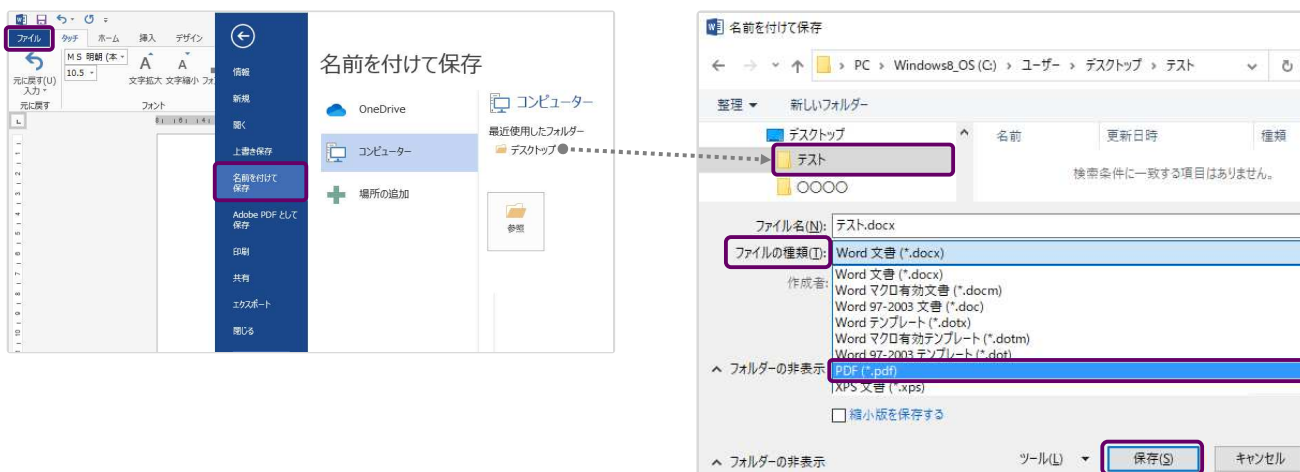 ファイル タッチ ホーム 挿入 デザイン
MS 明朝 (本
10.5
元に戻す(U)
入力
元に戻す
文字拡大 文字縮小 フォ
フォント
情報
新規
開く
上書き保存
名前を付けて
保存
Adobe PDF として
保存
印刷
共有
エクスポート
閉じる
名前を付けて保存
OneDrive
コンピューター
場所の追加
コンピューター
最近使用したフォルダー
デスクトップ
参照
名前を付けて保存
PC › Windows8_OS (C:) › ユーザー › デスクトップ › テスト
整理 新しいフォルダー
デスクトップ
テスト
〇〇〇〇
名前 更新日時 種類
検索条件に一致する項目はありません。
ファイル名(N): テスト.docx
ファイルの種類(T): Word 文書 (*.docx)
作成者:
Word 文書 (*.docx)
Word マクロ有効文書 (*.docm)
Word 97-2003 文書 (*.doc)
Word テンプレート (*.dotx)
Word マクロ有効テンプレート (*.dotm)
Word 97-2003 テンプレート (*.dot)
フォルダーの非表示
PDF (*.pdf)
XPS 文書 (*.xps)
縮小版を保存する
フォルダーの非表示
ツール(L) 保存(S) キャンセル